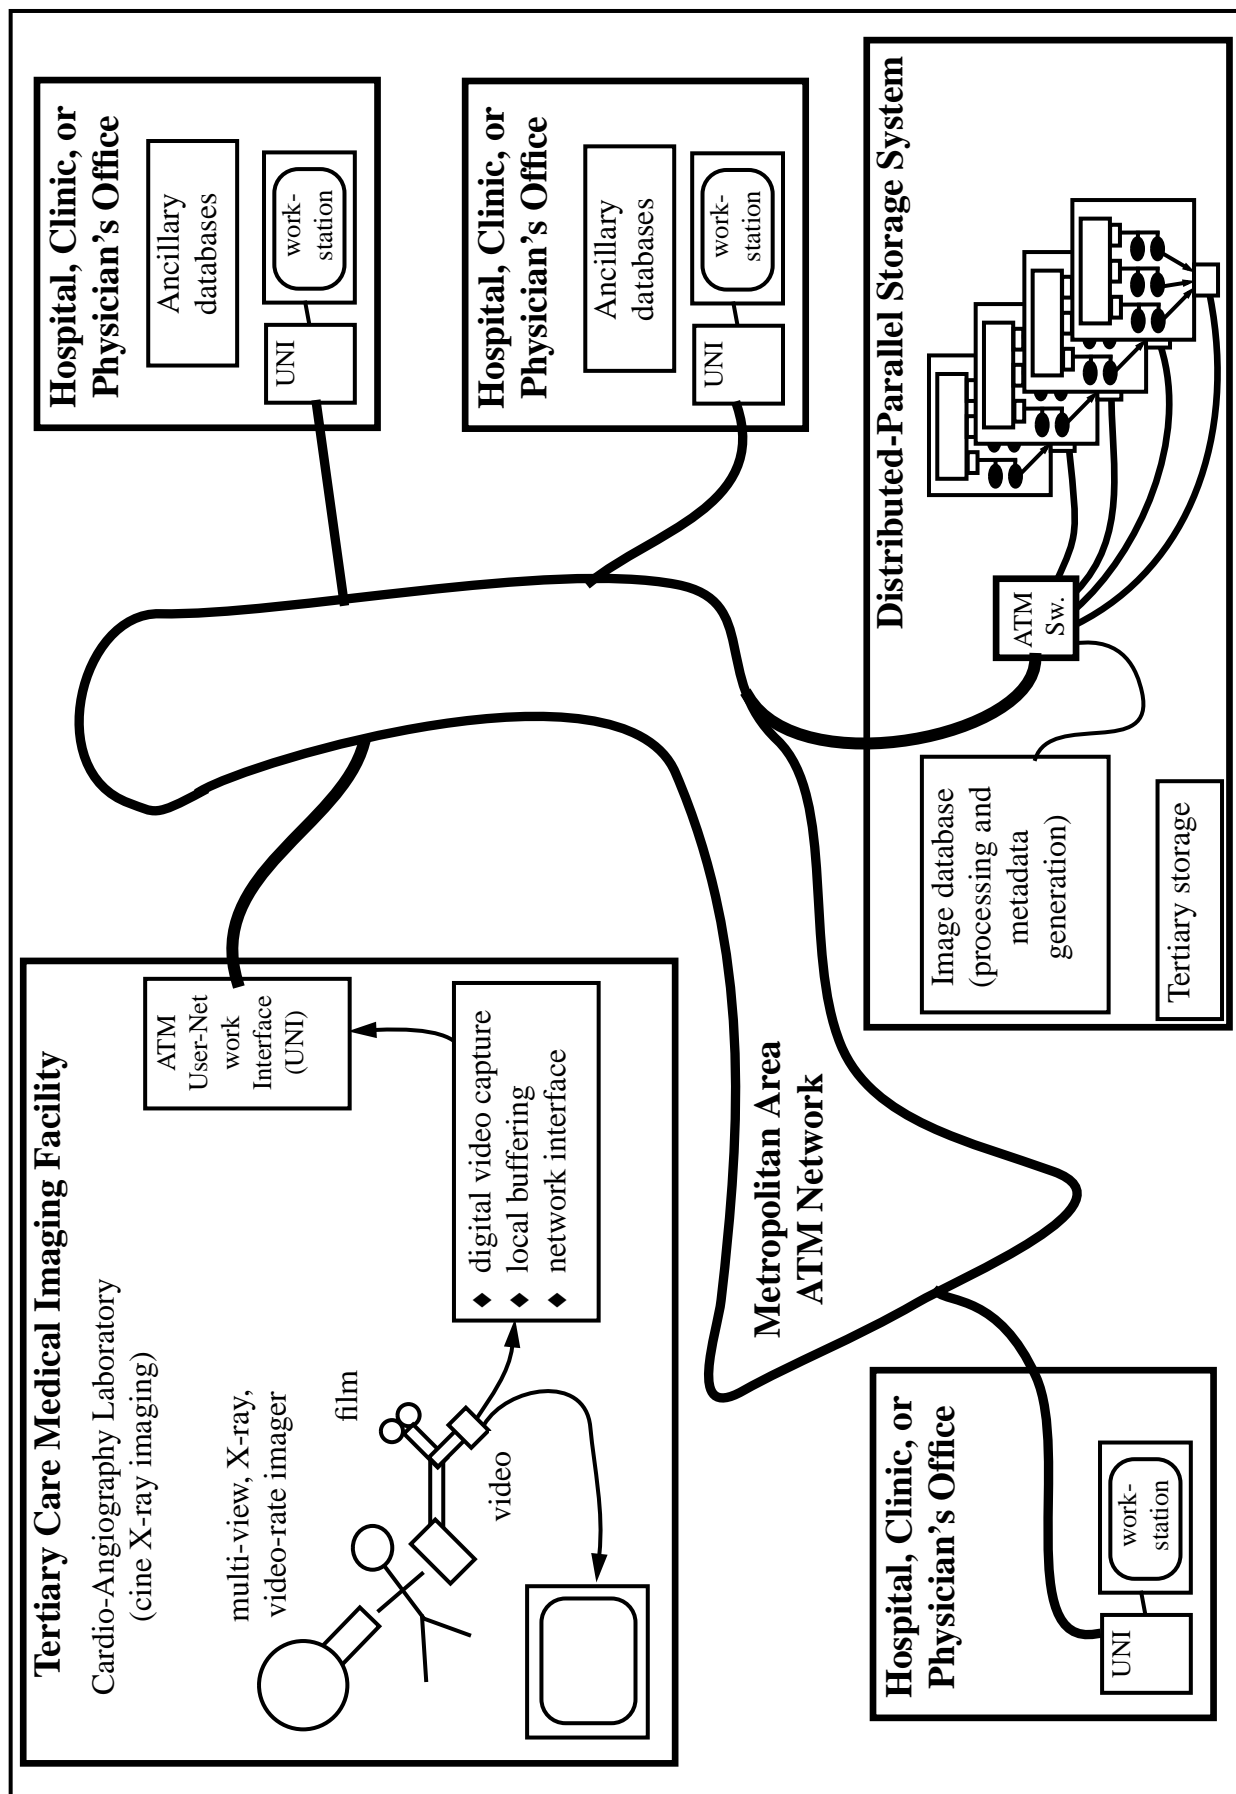 Tertiary Care Medical Imaging Facility
Cardio-Angiography Laboratory
(cine X-ray imaging)
multi-view, X-ray,
video-rate imager
film
video
◆ digital video capture
◆ local buffering
◆ network interface
ATM
User-Net
work
Interface
(UNI)
Hospital, Clinic, or
Physician's Office
Ancillary
databases
UNI
work-
station
Hospital, Clinic, or
Physician's Office
Ancillary
databases
UNI
work-
station
Metropolitan Area
ATM Network
Hospital, Clinic, or
Physician's Office
UNI
work-
station
Distributed-Parallel Storage System
ATM
Sw.
Image database
(processing and
metadata
generation)
Tertiary storage